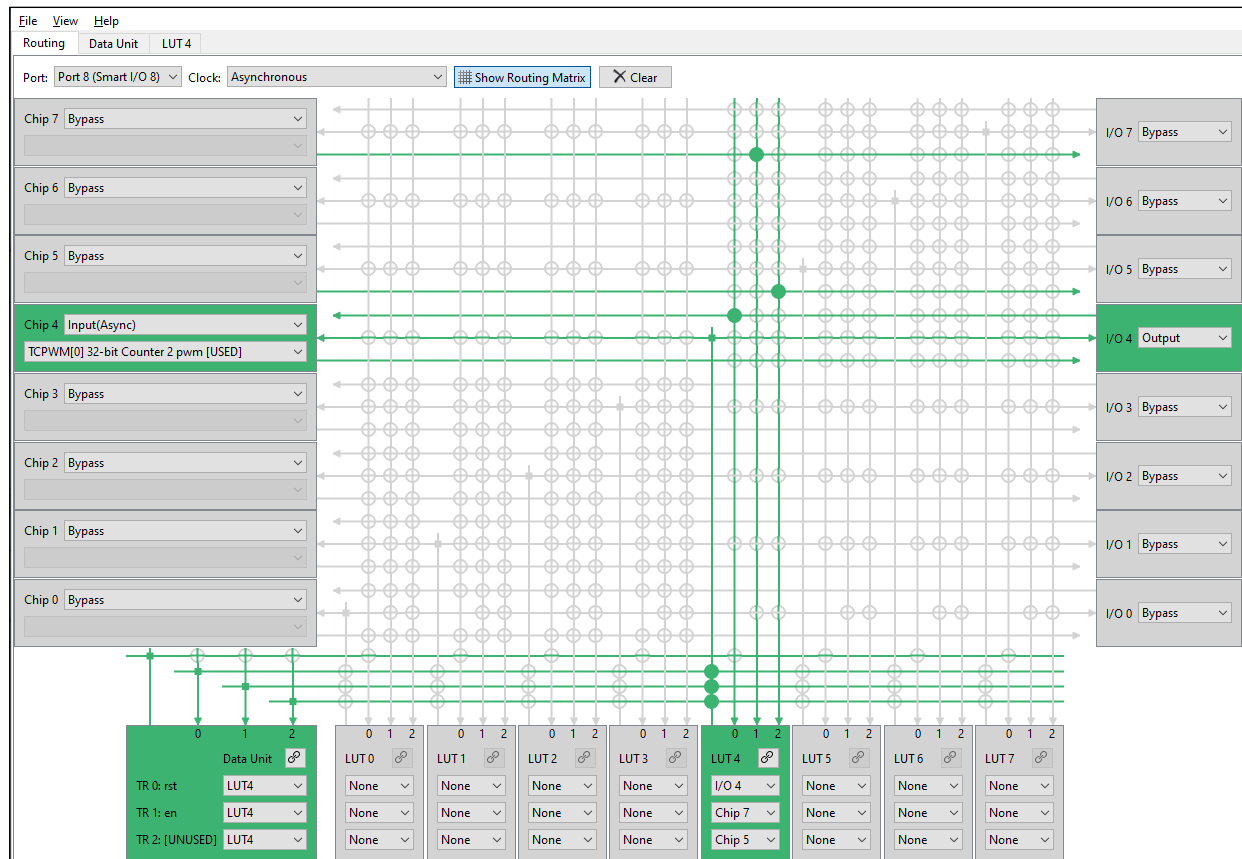 File View Help
Routing Data Unit LUT 4
Port: Port 8 (Smart I/O 8) Clock: Asynchronous Show Routing Matrix Clear
Chip 7 Bypass I/O 7 Bypass
Chip 6 Bypass I/O 6 Bypass
Chip 5 Bypass I/O 5 Bypass
Chip 4 Input(Async) I/O 4 Output
TCPWM[0] 32-bit Counter 2 pwm [USED]
Chip 3 Bypass I/O 3 Bypass
Chip 2 Bypass I/O 2 Bypass
Chip 1 Bypass I/O 1 Bypass
Chip 0 Bypass I/O 0 Bypass
0 1 2 0 1 2 0 1 2 0 1 2 0 1 2 0 1 2 0 1 2 0 1 2 0 1 2
Data Unit LUT 0 LUT 1 LUT 2 LUT 3 LUT 4 LUT 5 LUT 6 LUT 7
TR 0: rst LUT4 None None None None I/O 4 None None None
TR 1: en LUT4 None None None None Chip 7 None None None
TR 2: [UNUSED] LUT4 None None None None Chip 5 None None None